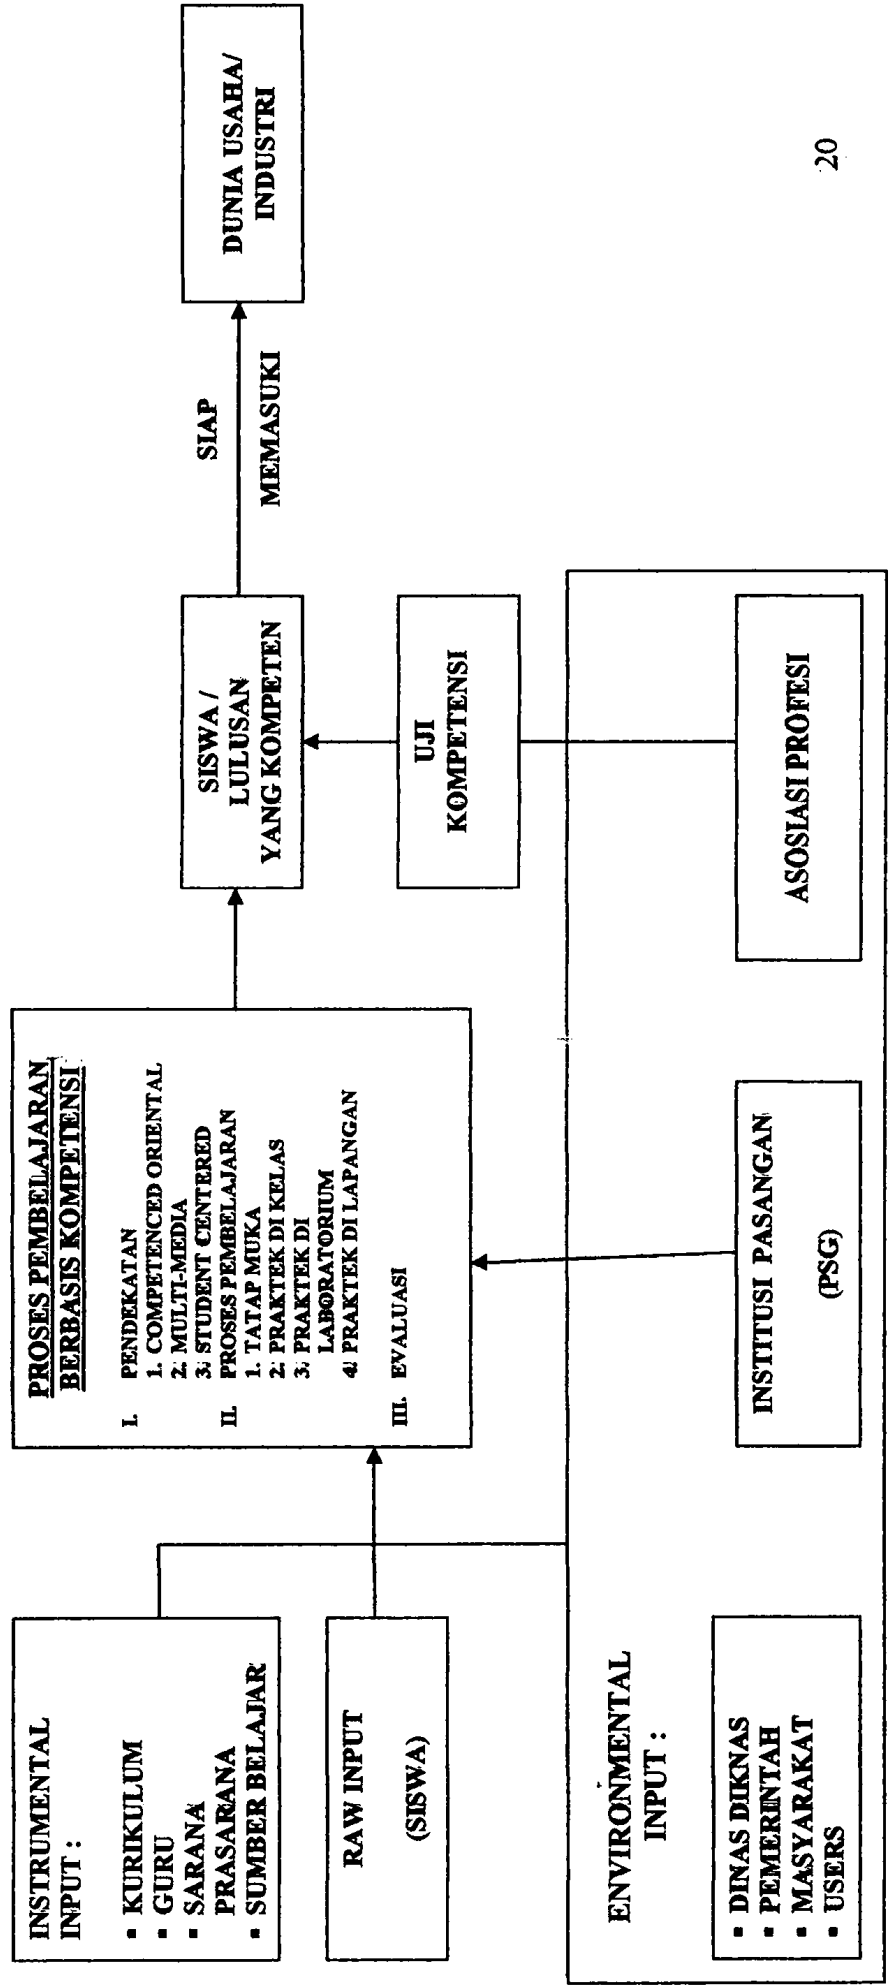 INSTRUMENTAL
INPUT :
▪ KURIKULUM
▪ GURU
▪ SARANA
PRASARANA
▪ SUMBER BELAJAR
RAW INPUT
(SISWA)
PROSES PEMBELAJARAN
BERBASIS KOMPETENSI
I. PENDEKATAN
1. COMPETENCED ORIENTAL
2. MULTI-MEDIA
3. STUDENT CENTERED
II. PROSES PEMBELAJARAN
1. TATAP MUKA
2. PRAKTEK DI KELAS
3. PRAKTEK DI
LABORATORIUM
4. PRAKTEK DI LAPANGAN
III. EVALUASI
SISWA /
LULUSAN
YANG KOMPETEN
SIAP
MEMASUKI
DUNIA USAHA/
INDUSTRI
UJI
KOMPETENSI
ENVIRONMENTAL
INPUT :
▪ DINAS DIKNAS
▪ PEMERINTAH
▪ MASYARAKAT
▪ USERS
INSTITUSI PASANGAN
(PSG)
ASOSIASI PROFESI
20